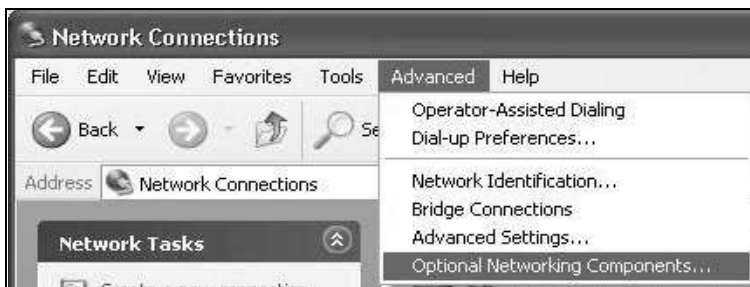 Network Connections
File Edit View Favorites Tools Advanced Help
Back
Operator-Assisted Dialing
Dial-up Preferences...
Address Network Connections
Network Identification...
Bridge Connections
Advanced Settings...
Optional Networking Components...
Network Tasks